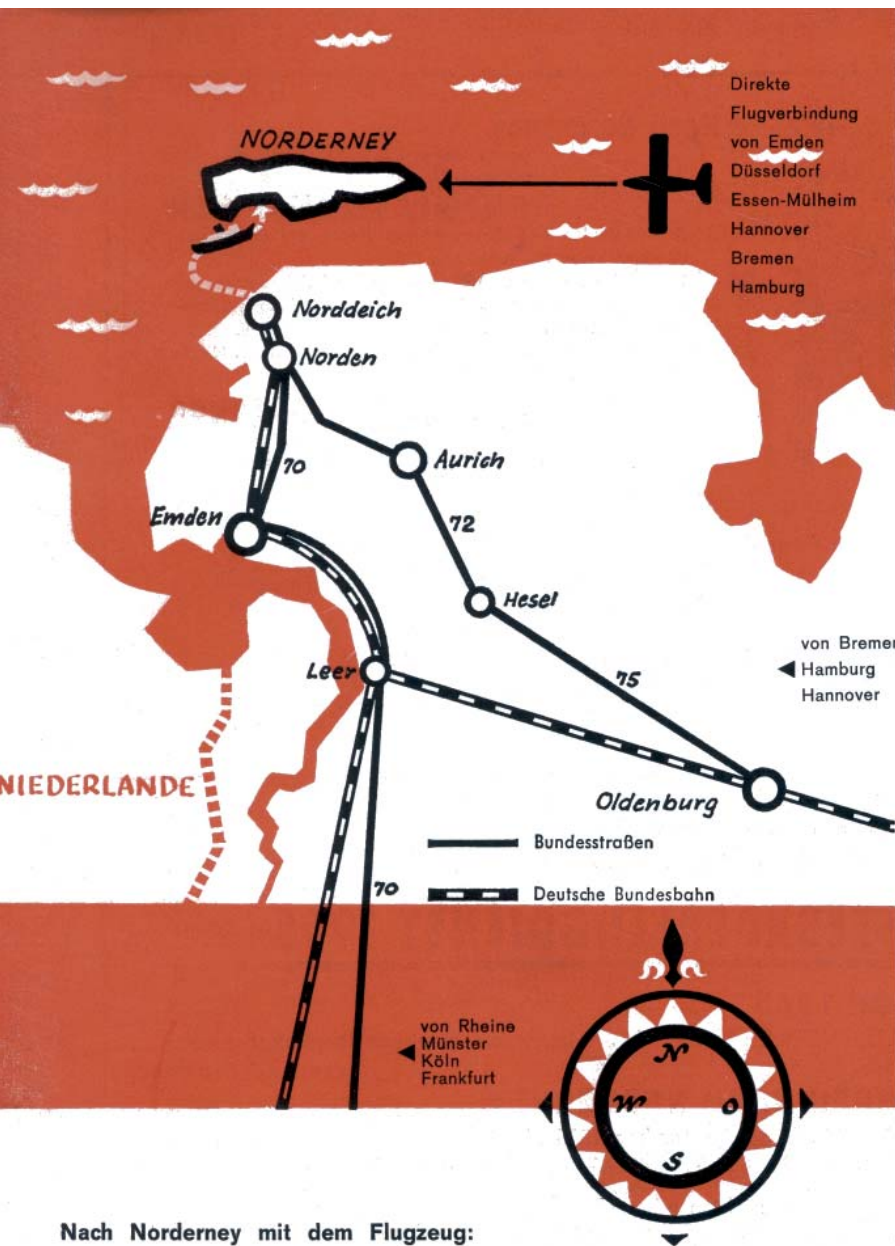 Direkte
Flugverbindung
von Emden
Düsseldorf
Essen-Mülheim
Hannover
Bremen
Hamburg
NORDERNEY
Norddeich
Norden
Aurich
70
72
Emden
Hesel
Leer
75
von Bremen
Hamburg
Hannover
NIEDERLANDE
Oldenburg
Bundesstraßen
70
Deutsche Bundesbahn
von Rheine
Münster
Köln
Frankfurt
N
W
O
S
Nach Norderney mit dem Flugzeug: